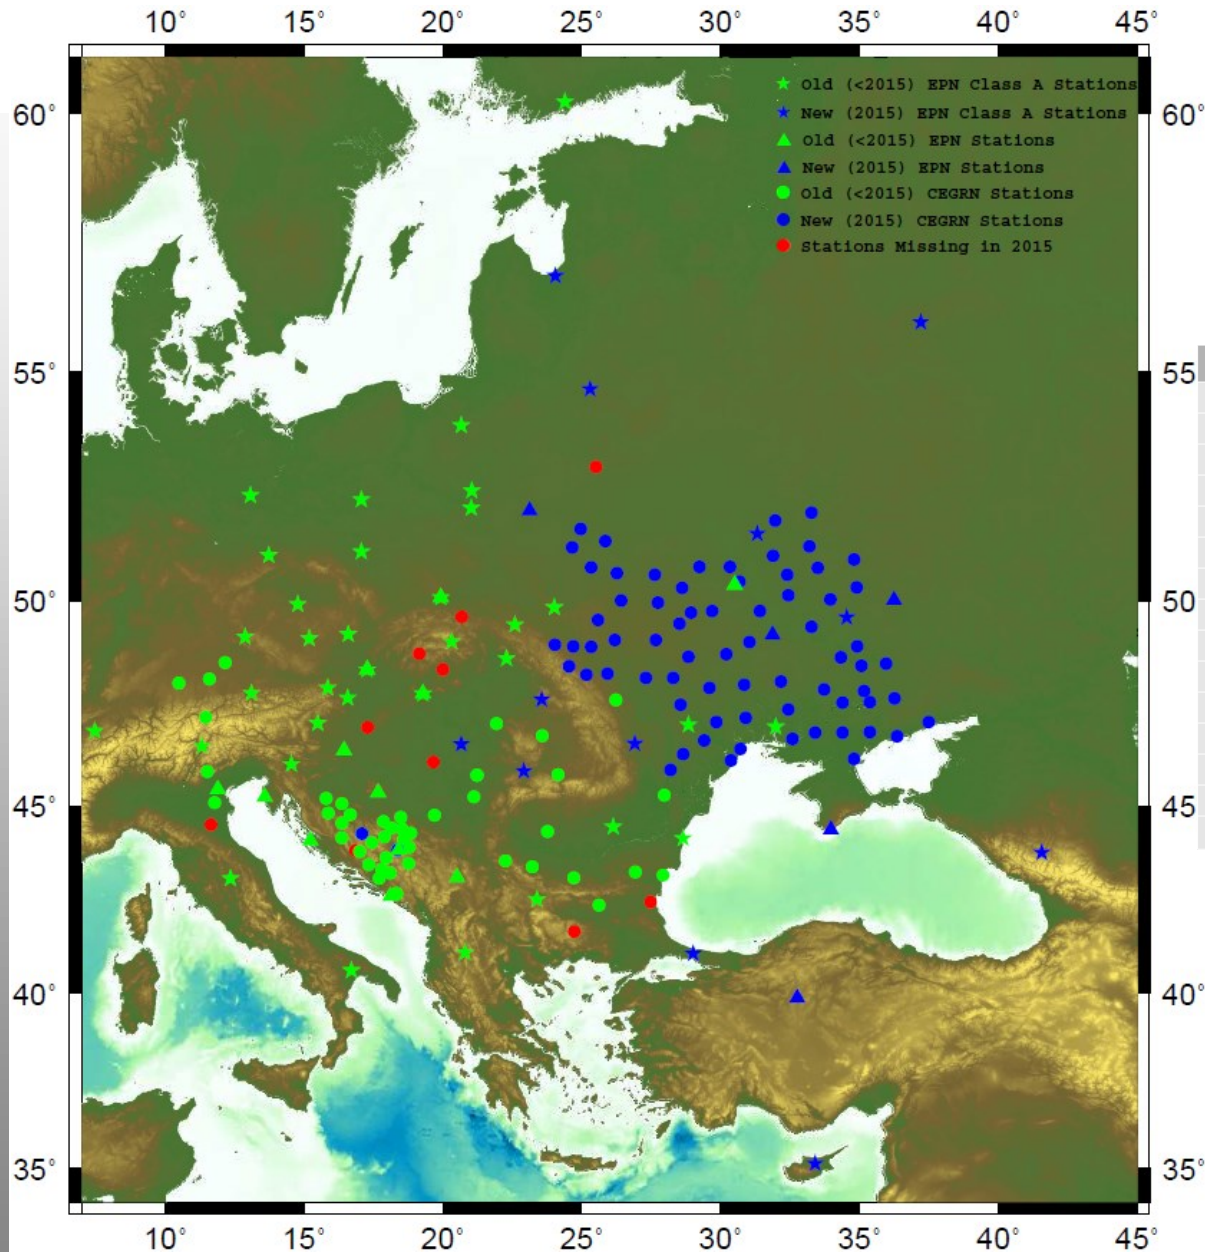 10° 15° 20° 25° 30° 35° 40° 45°
Old (<2015) EPN Class A Stations
60° 60°
New (2015) EPN Class A Stations
Old (<2015) EPN Stations
New (2015) EPN Stations
Old (<2015) CEGRN Stations
New (2015) CEGRN Stations
Stations Missing in 2015
55° 55
50° 50°
45° 45°
40° 40°
35° 35°
10° 15° 20° 25° 30° 35° 40° 45°